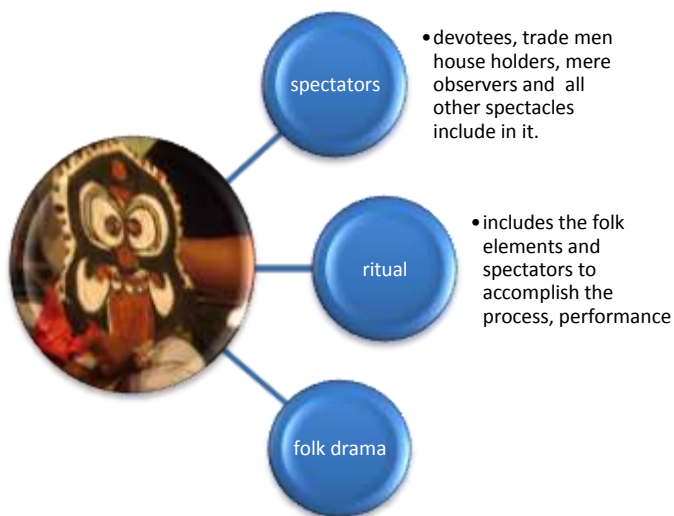 spectators
•devotees, trade men
house holders, mere
observers and all
other spectacles
include in it.
ritual
•includes the folk
elements and
spectators to
accomplish the
process, performance
folk drama